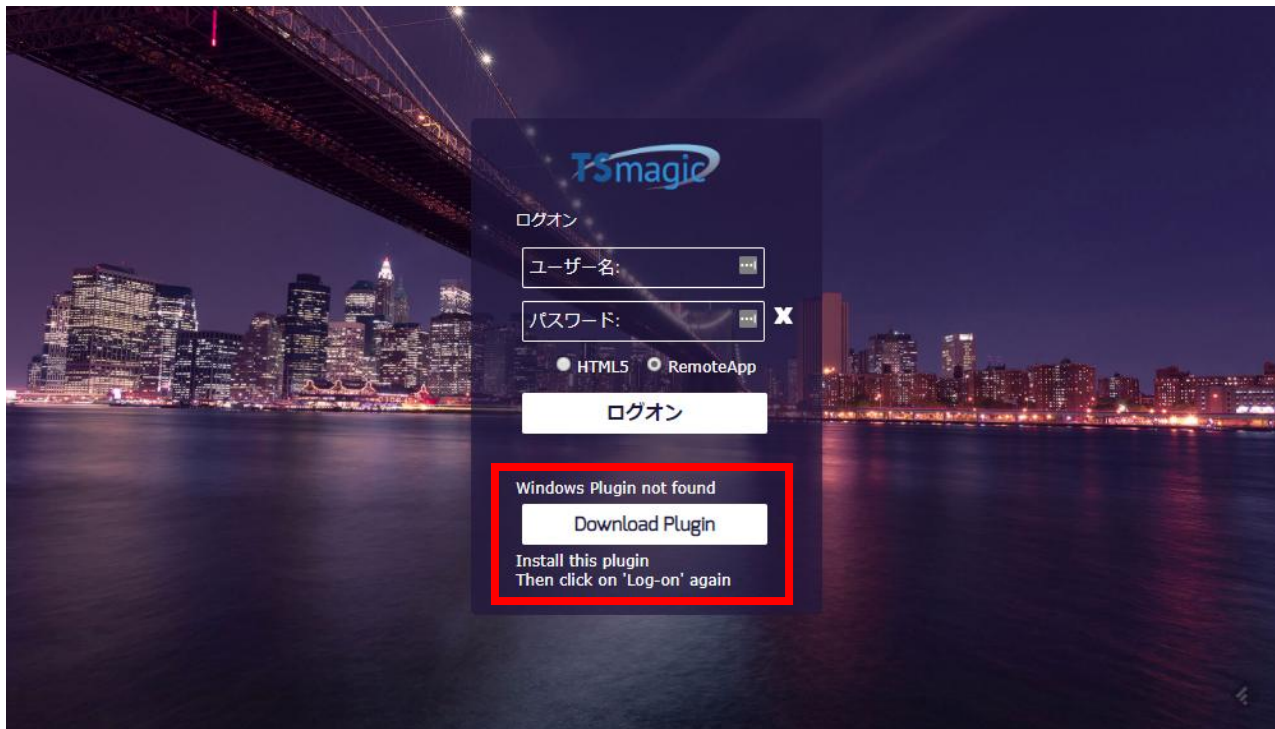 TSmagic
ログオン
ユーザー名:
パスワード:
X
HTML5 RemoteApp
ログオン
Windows Plugin not found
Download Plugin
Install this plugin
Then click on 'Log-on' again